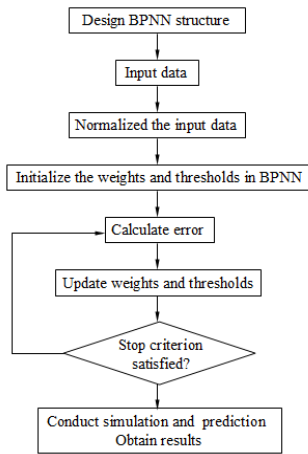 Design BPNN structure
Input data
Normalized the input data
Initialize the weights and thresholds in BPNN
Calculate error
Update weights and thresholds
Stop criterion
satisfied?
Conduct simulation and prediction
Obtain results